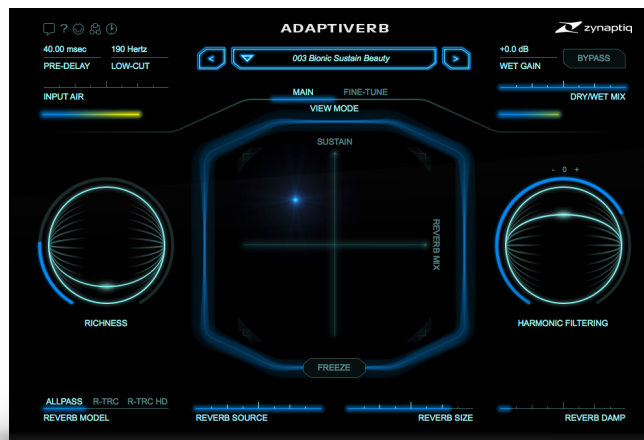 ?
ADAPTIVERB
zynaptiq
40.00 msec
190 Hertz
PRE-DELAY
LOW-CUT
<
003 Bionic Sustain Beauty
>
+0.0 dB
WET GAIN
BYPASS
INPUT AIR
MAIN
FINE-TUNE
VIEW MODE
DRY/WET MIX
SUSTAIN
REVERB MIX
- 0 +
RICHNESS
HARMONIC FILTERING
FREEZE
ALLPASS R-TRC R-TRC HD
REVERB MODEL
REVERB SOURCE
REVERB SIZE
REVERB DAMP